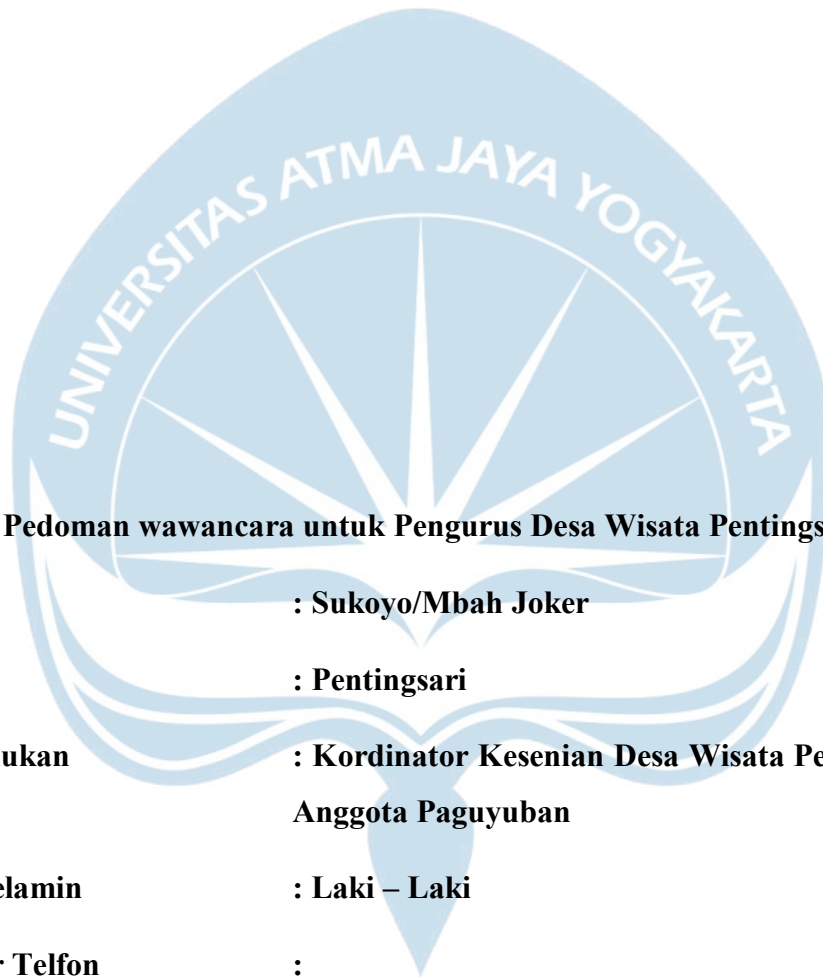 UNIVERSITAS ATMA JAYA YOGYAKARTA
Pedoman wawancara untuk Pengurus Desa Wisata Pentings
: Sukoyo/Mbah Joker
: Pentingsari
ukan : Kordinator Kesenian Desa Wisata Pe
Anggota Paguyuban
elamin : Laki – Laki
r Telfon :